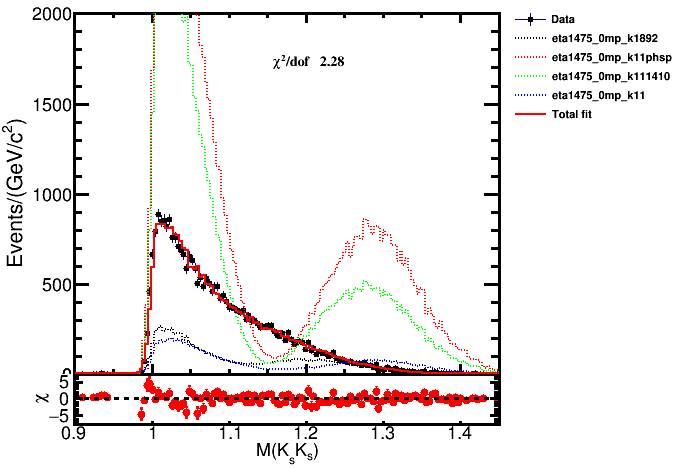 2000
1500
1000
500
0
Events/(GeV/c²)
χ²/dof 2.28
Data
eta1475_0mp_k1892
eta1475_0mp_k11phsp
eta1475_0mp_k111410
eta1475_0mp_k11
Total fit
5
0
−5
χ
0.9 1 1.1 1.2 1.3 1.4
M(KₛKₛ)